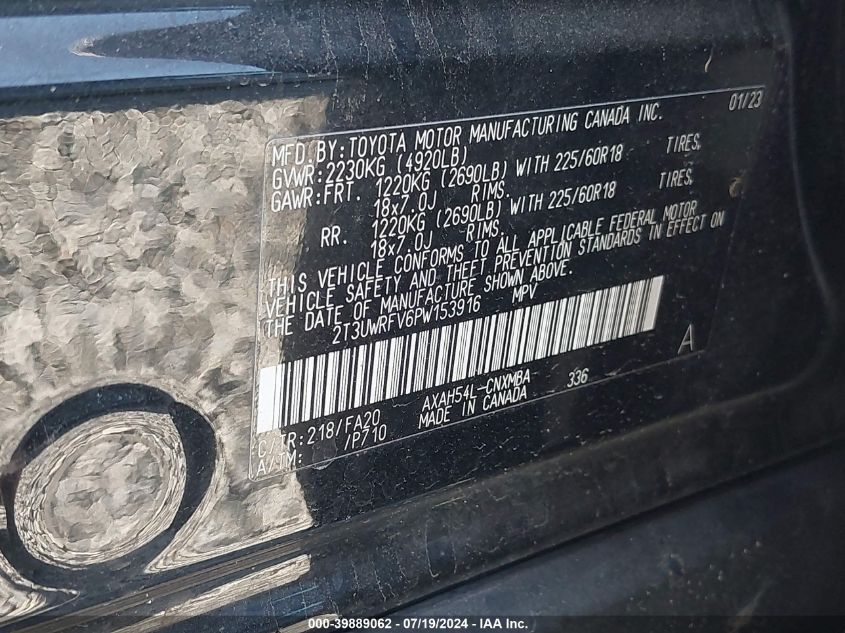 MFD. BY: TOYOTA MOTOR MANUFACTURING CANADA INC. 01/23
GVWR: 2230KG (4920LB)
GAWR: FRT. 1220KG (2690LB) WITH 225/60R18 TIRES,
18x7.0J RIMS,
RR. 1220KG (2690LB) WITH 225/60R18 TIRES,
18x7.0J RIMS.
THIS VEHICLE CONFORMS TO ALL APPLICABLE FEDERAL MOTOR
VEHICLE SAFETY AND THEFT PREVENTION STANDARDS IN EFFECT ON
THE DATE OF MANUFACTURE SHOWN ABOVE.
2T3UWRFV6PW153916 MPV
A
C/TR: 218/FA20 AXAH54L-CNXMBA 336
A/TM: /P710 MADE IN CANADA
000-39889062 / 07/19/2024 - IAA Inc.